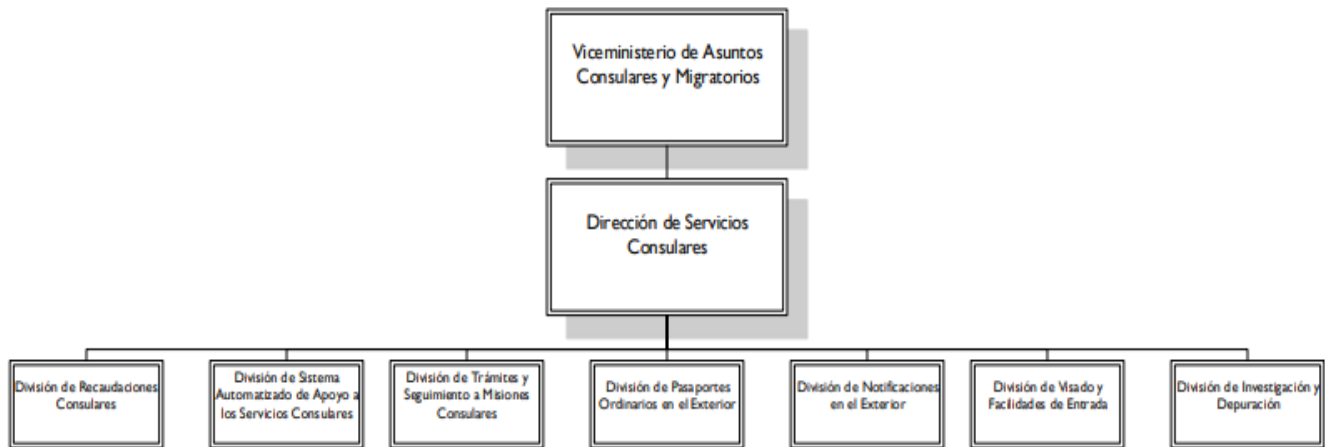 Viceministerio de Asuntos
Consulares y Migratorios
Dirección de Servicios
Consulares
División de Recaudaciones
Consulares
División de Sistema
Automatizado de Apoyo a
los Servicios Consulares
División de Trámites y
Seguimiento a Misiones
Consulares
División de Pasaportes
Ordinarios en el Exterior
División de Notificaciones
en el Exterior
División de Visado y
Facilidades de Entrada
División de Investigación y
Depuración